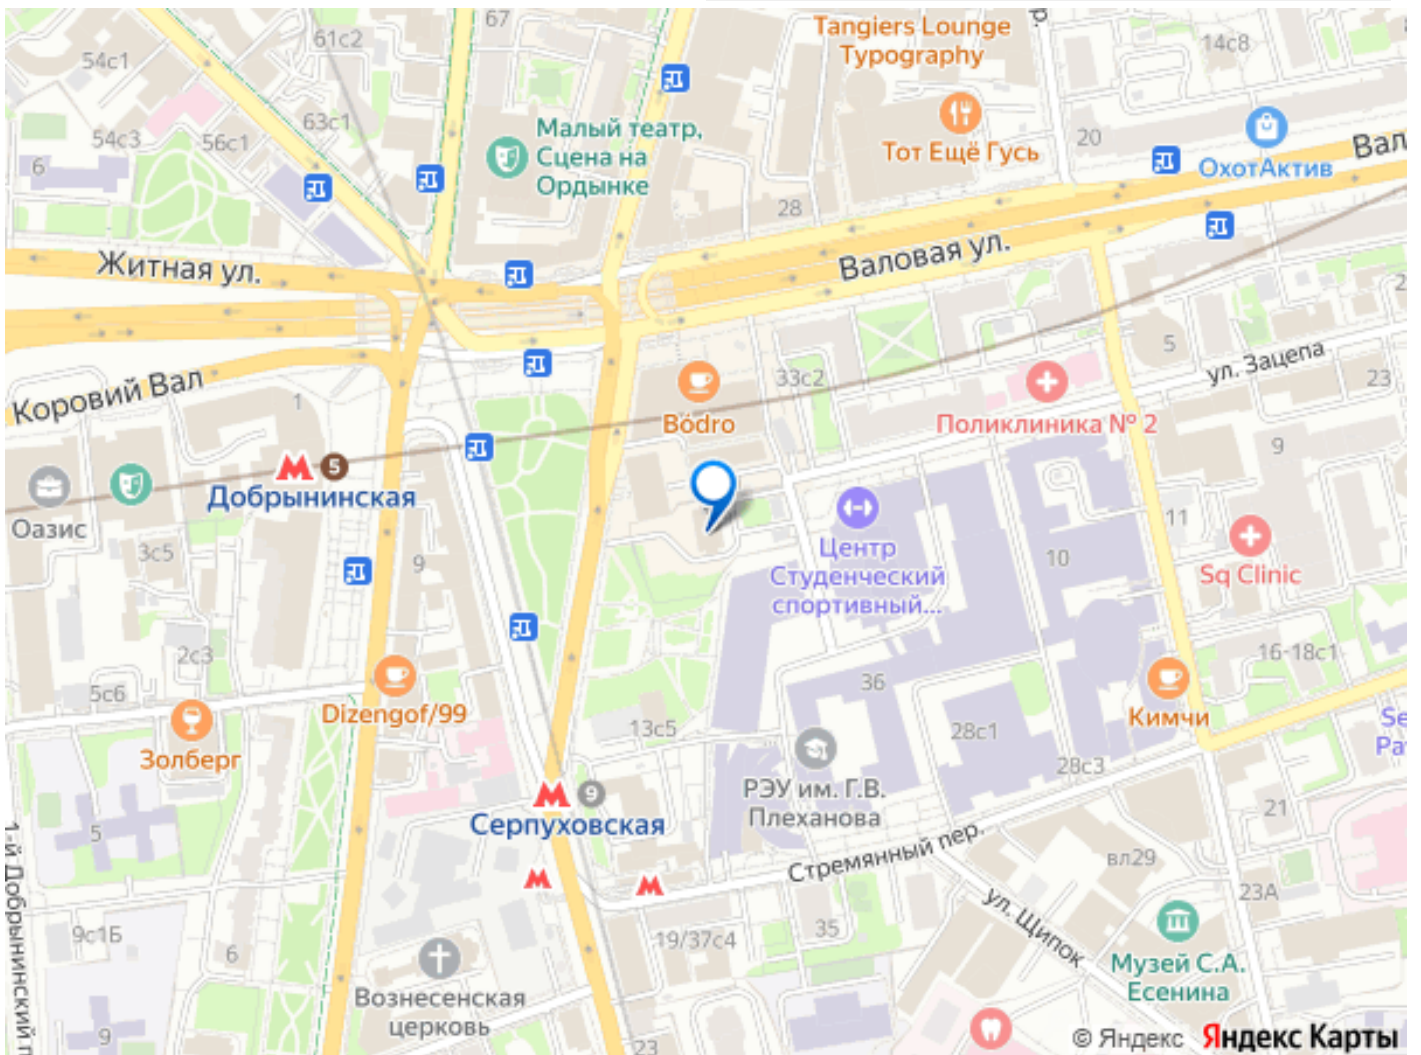 67
61с2
54с1
Tangiers Lounge
Typography
14с8
63с1
54с3
56с1
6
Малый театр,
Сцена на
Ордынке
Тот Ещё Гусь
20
ОхотАктив
Вал
28
Житная ул.
Валовая ул.
Коровий Вал
1
Bödro
33с2
5
ул. Зацепа
23
Поликлиника № 2
5
Добрынинская
Оазис
3с5
9
9
11
10
Центр
Студенческий
спортивный...
Sq Clinic
2с3
5с6
Dizengof/99
Золберг
36
13с5
16-18с1
Кимчи
28с1
28с3
РЭУ им. Г.В.
Плеханова
9
Серпуховская
5
21
Стремянный пер.
вл29
23А
1-й Добрынинский п
9с1Б
6
19/37с4
35
ул. Щипок
Музей С.А.
Есенина
Вознесенская
церковь
9
23
© Яндекс Яндекс Карты